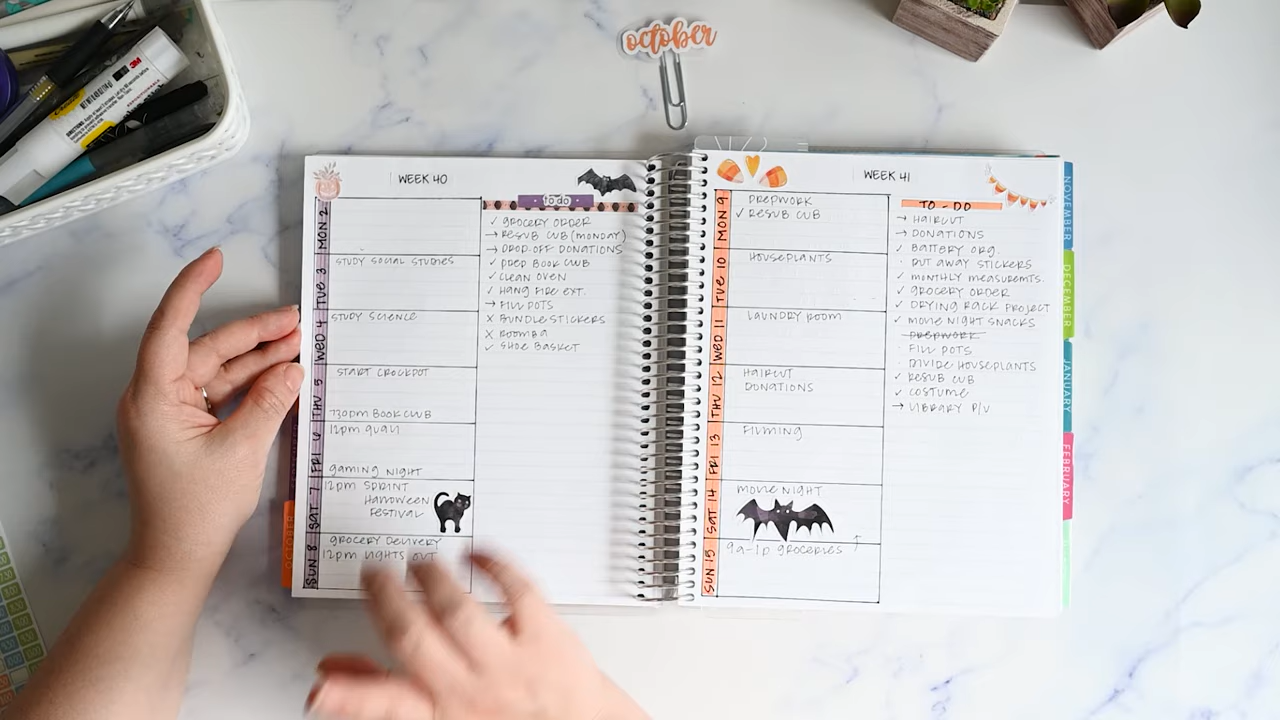 october
WEEK 40
MON 2
TUE 3
STUDY SOCIAL STUDIES
WED 4
STUDY SCIENCE
THU 5
START CROCKPOT
730PM BOOK CLUB
FRI 6
12PM QUALI
GAMING NIGHT
SAT 7
12PM SPRINT
HALLOWEEN
FESTIVAL
SUN 8
GROCERY DELIVERY
12PM LIGHTS OUT
to do
✓ GROCERY ORDER
→ RESUB CUB (MONDAY)
→ DROP OFF DONATIONS
✓ PREP BOOK CLUB
✓ CLEAN OVEN
✓ HANG FIRE EXT.
→ FILL POTS
X BUNDLE STICKERS
X ROOMBA
✓ SHOE BASKET
WEEK 41
MON 9
PREPWORK
✓ RESUB CUB
TUE 10
HOUSEPLANTS
WED 11
LAUNDRY ROOM
THU 12
HAIRCUT
DONATIONS
FRI 13
FILMING
SAT 14
MOVIE NIGHT
SUN 15
9A-1P GROCERIES
TO-DO
→ HAIRCUT
→ DONATIONS
✓ BATTERY ORG.
· PUT AWAY STICKERS
✓ MONTHLY MEASUREMTS.
✓ GROCERY ORDER
✓ DRYING RACK PROJECT
✓ MOVIE NIGHT SNACKS
PREPWORK
· FILL POTS
DIVIDE HOUSEPLANTS
✓ RESUB CUB
✓ COSTUME
→ LIBRARY P/U
OCTOBER
NOVEMBER
DECEMBER
JANUARY
FEBRUARY
3M